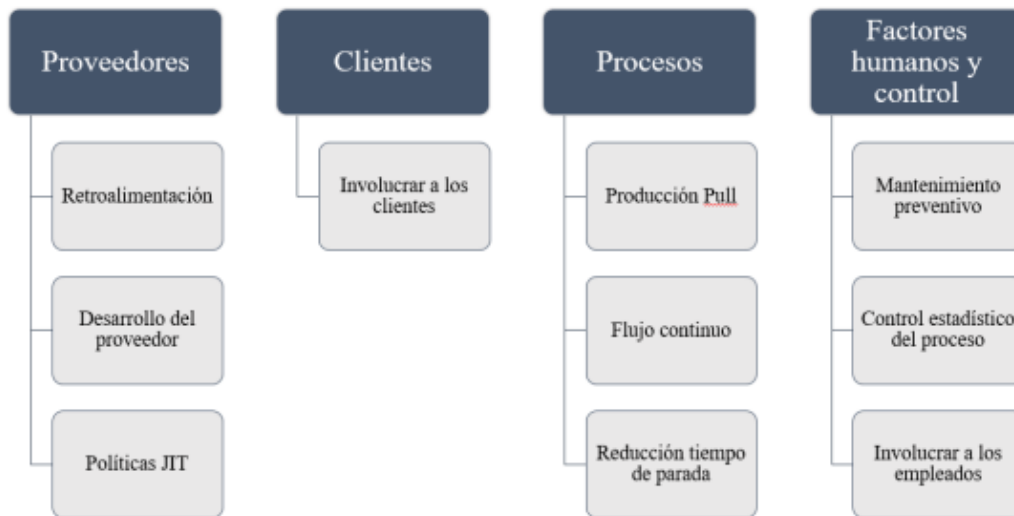 Proveedores
Retroalimentación
Desarrollo del
proveedor
Políticas JIT
Clientes
Involucrar a los
clientes
Procesos
Producción Pull
Flujo continuo
Reducción tiempo
de parada
Factores
humanos y
control
Mantenimiento
preventivo
Control estadístico
del proceso
Involucrar a los
empleados